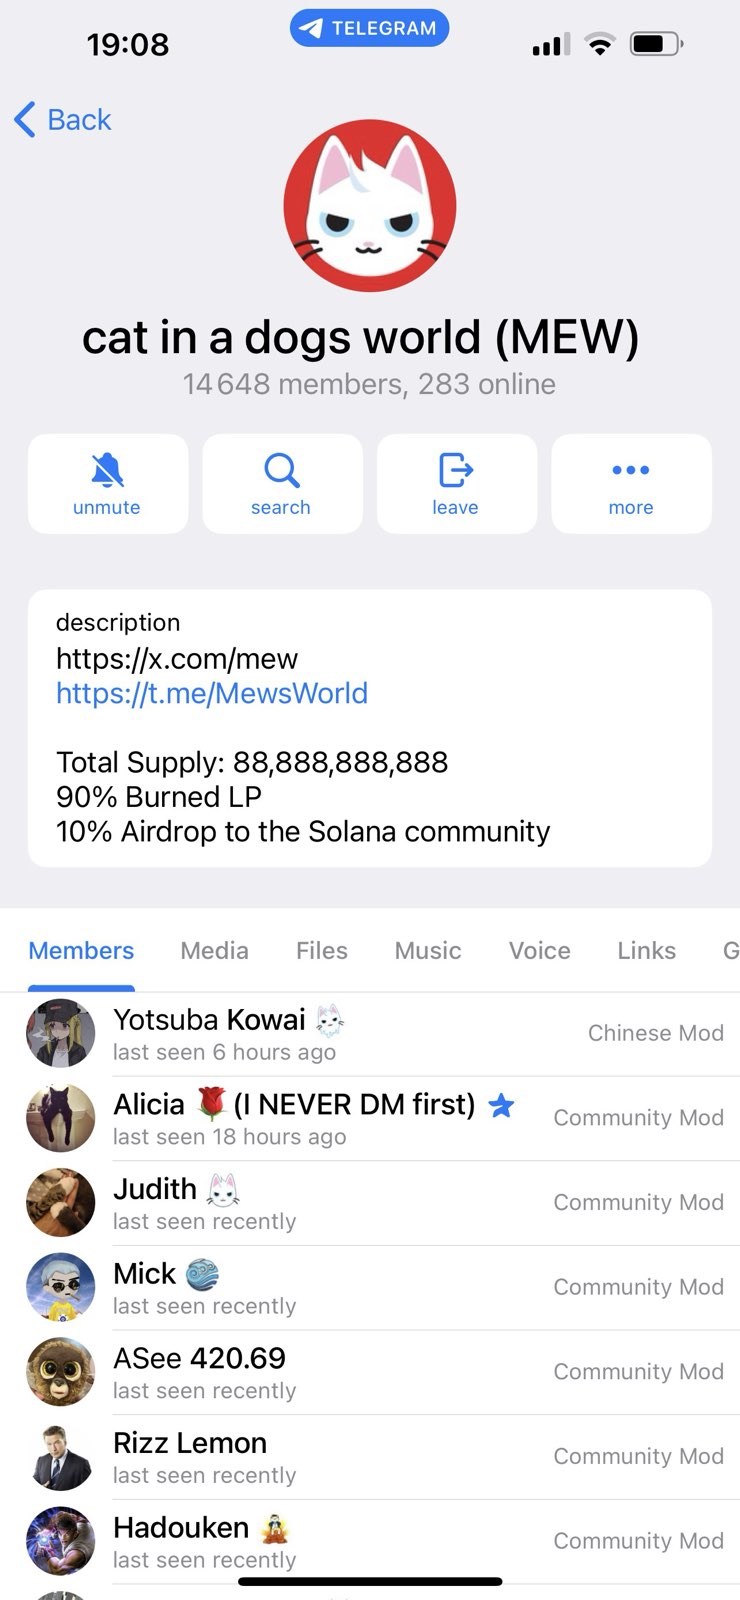 19:08
TELEGRAM
Back
cat in a dogs world (MEW)
14 648 members, 283 online
unmute
search
leave
more
description
https://x.com/mew
https://t.me/MewsWorld
Total Supply: 88,888,888,888
90% Burned LP
10% Airdrop to the Solana community
Members Media Files Music Voice Links G
Yotsuba Kowai
last seen 6 hours ago
Chinese Mod
Alicia 🌹 (I NEVER DM first)
last seen 18 hours ago
Community Mod
Judith
last seen recently
Community Mod
Mick
last seen recently
Community Mod
ASee 420.69
last seen recently
Community Mod
Rizz Lemon
last seen recently
Community Mod
Hadouken
last seen recently
Community Mod